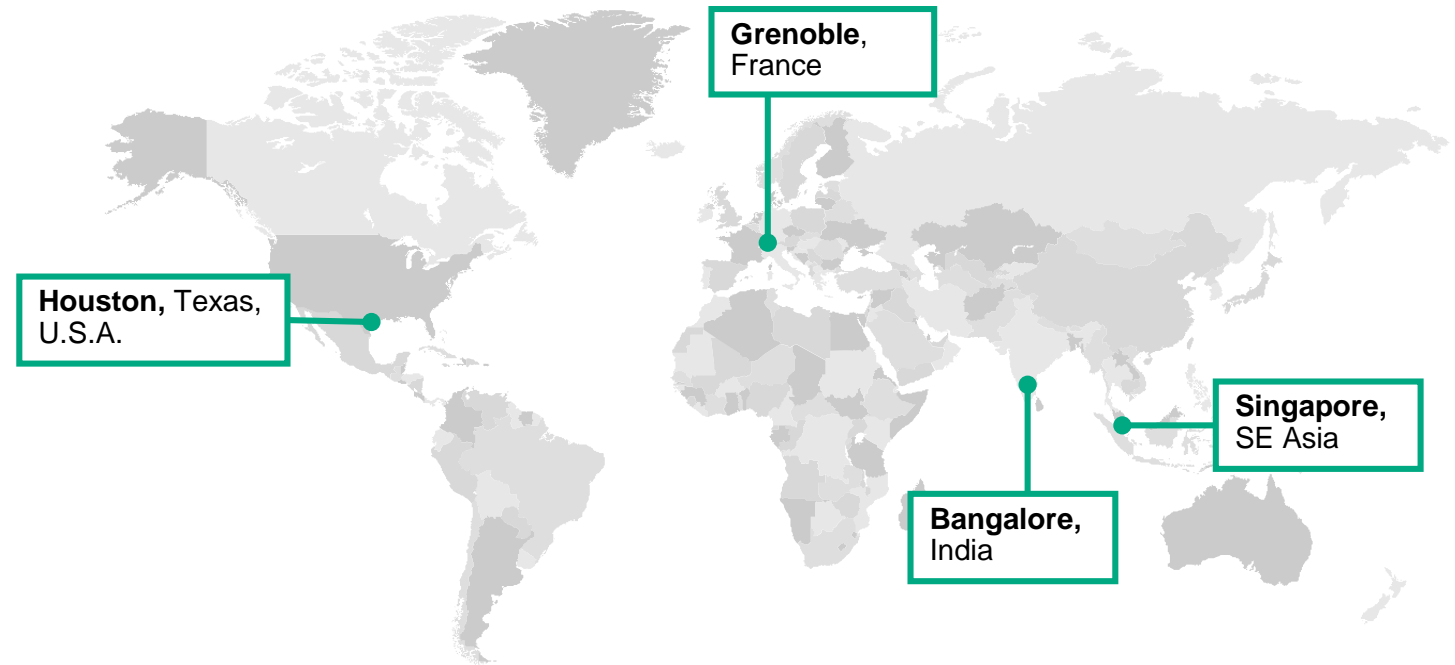 Grenoble,
France
Houston, Texas,
U.S.A.
Singapore,
SE Asia
Bangalore,
India